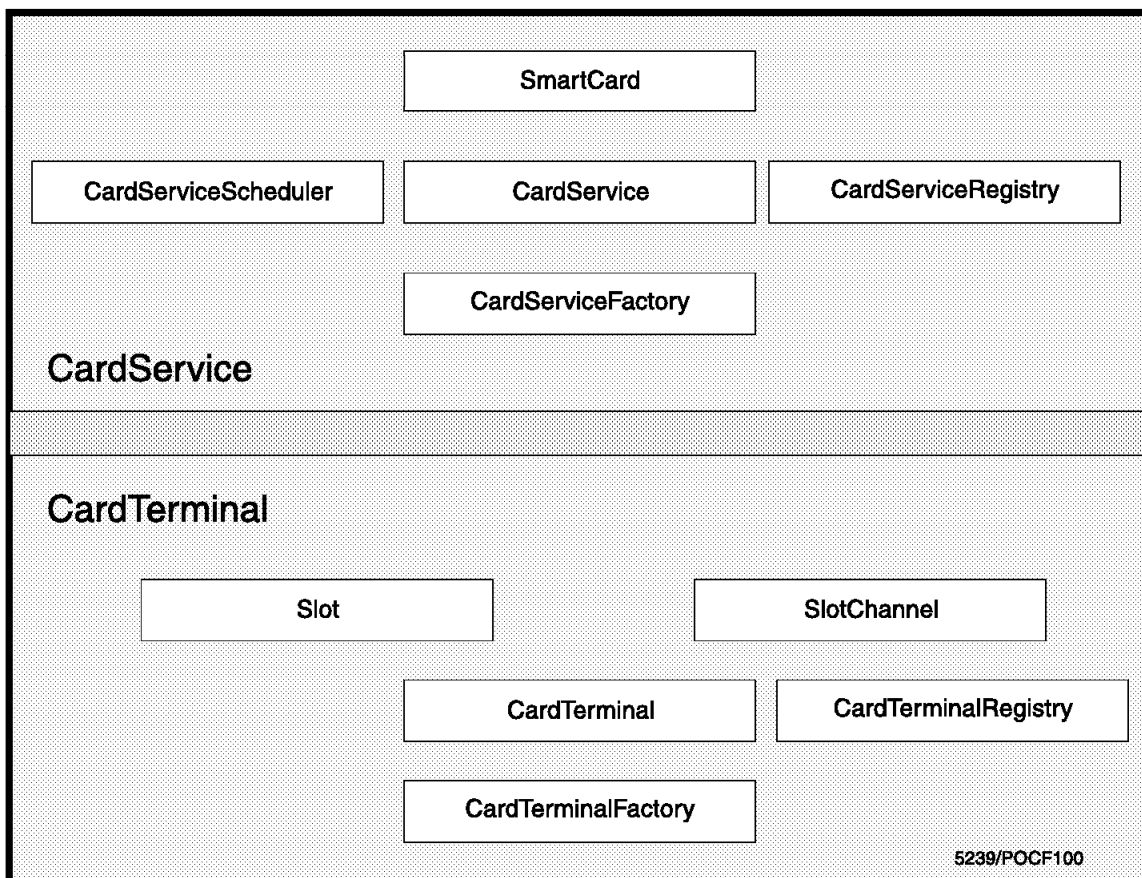 SmartCard
CardServiceScheduler
CardService
CardServiceRegistry
CardServiceFactory
CardService
CardTerminal
Slot
SlotChannel
CardTerminal
CardTerminalRegistry
CardTerminalFactory
5239/POCF100